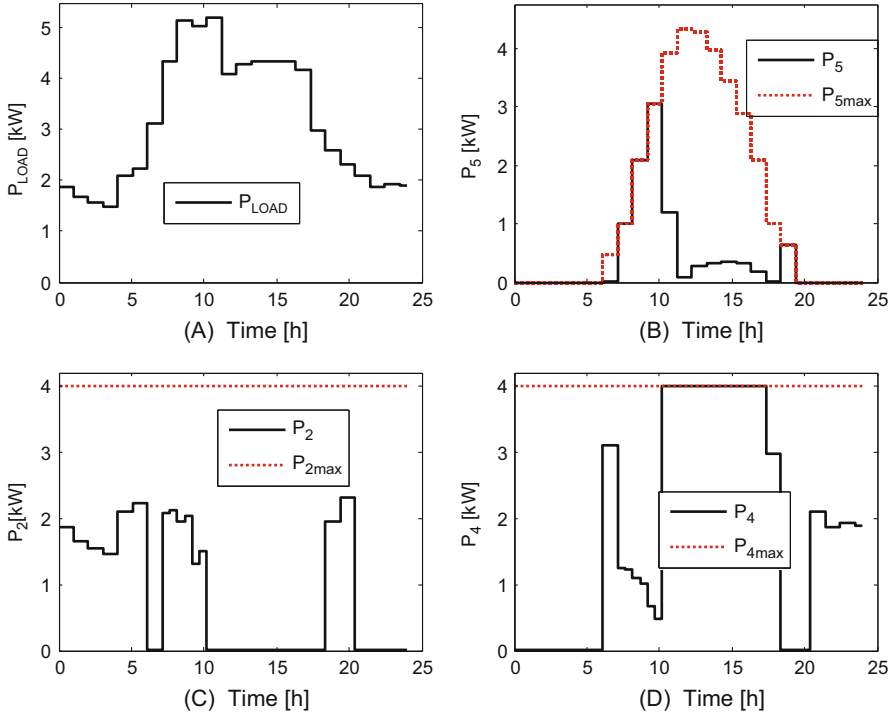 P_LOAD [kW]
5
4
3
2
1
0
P_LOAD
0 5 10 15 20 25
(A) Time [h]
P_5 [kW]
4
3
2
1
0
P_5
P_5max
0 5 10 15 20 25
(B) Time [h]
P_2[kW]
4
3
2
1
0
P_2
P_2max
0 5 10 15 20 25
(C) Time [h]
P_4 [kW]
4
3
2
1
0
P_4
P_4max
0 5 10 15 20 25
(D) Time [h]